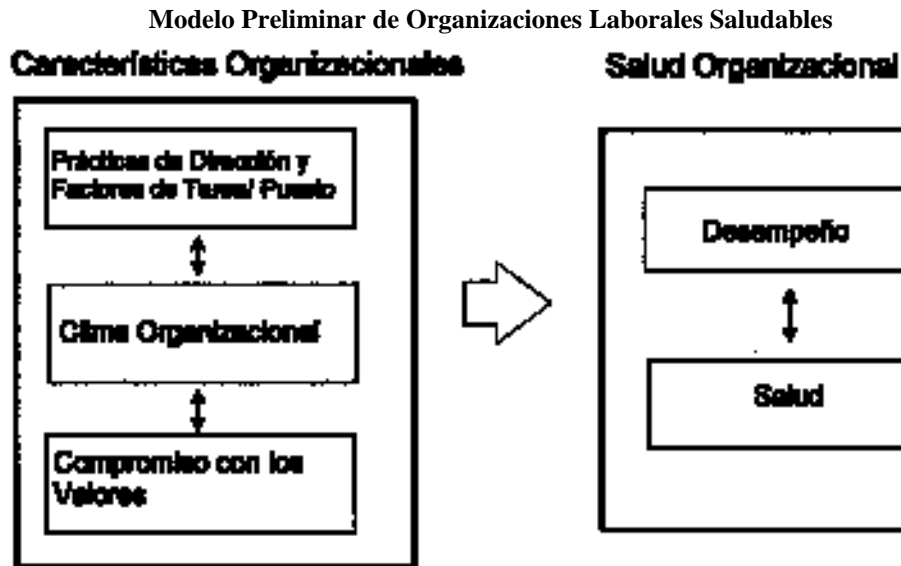 Modelo Preliminar de Organizaciones Laborales Saludables
Características Organizacionales
Prácticas de Dirección y
Factores de Tarea/ Puesto
Clima Organizacional
Compromiso con los
Valores
Salud Organizacional
Desempeño
Salud